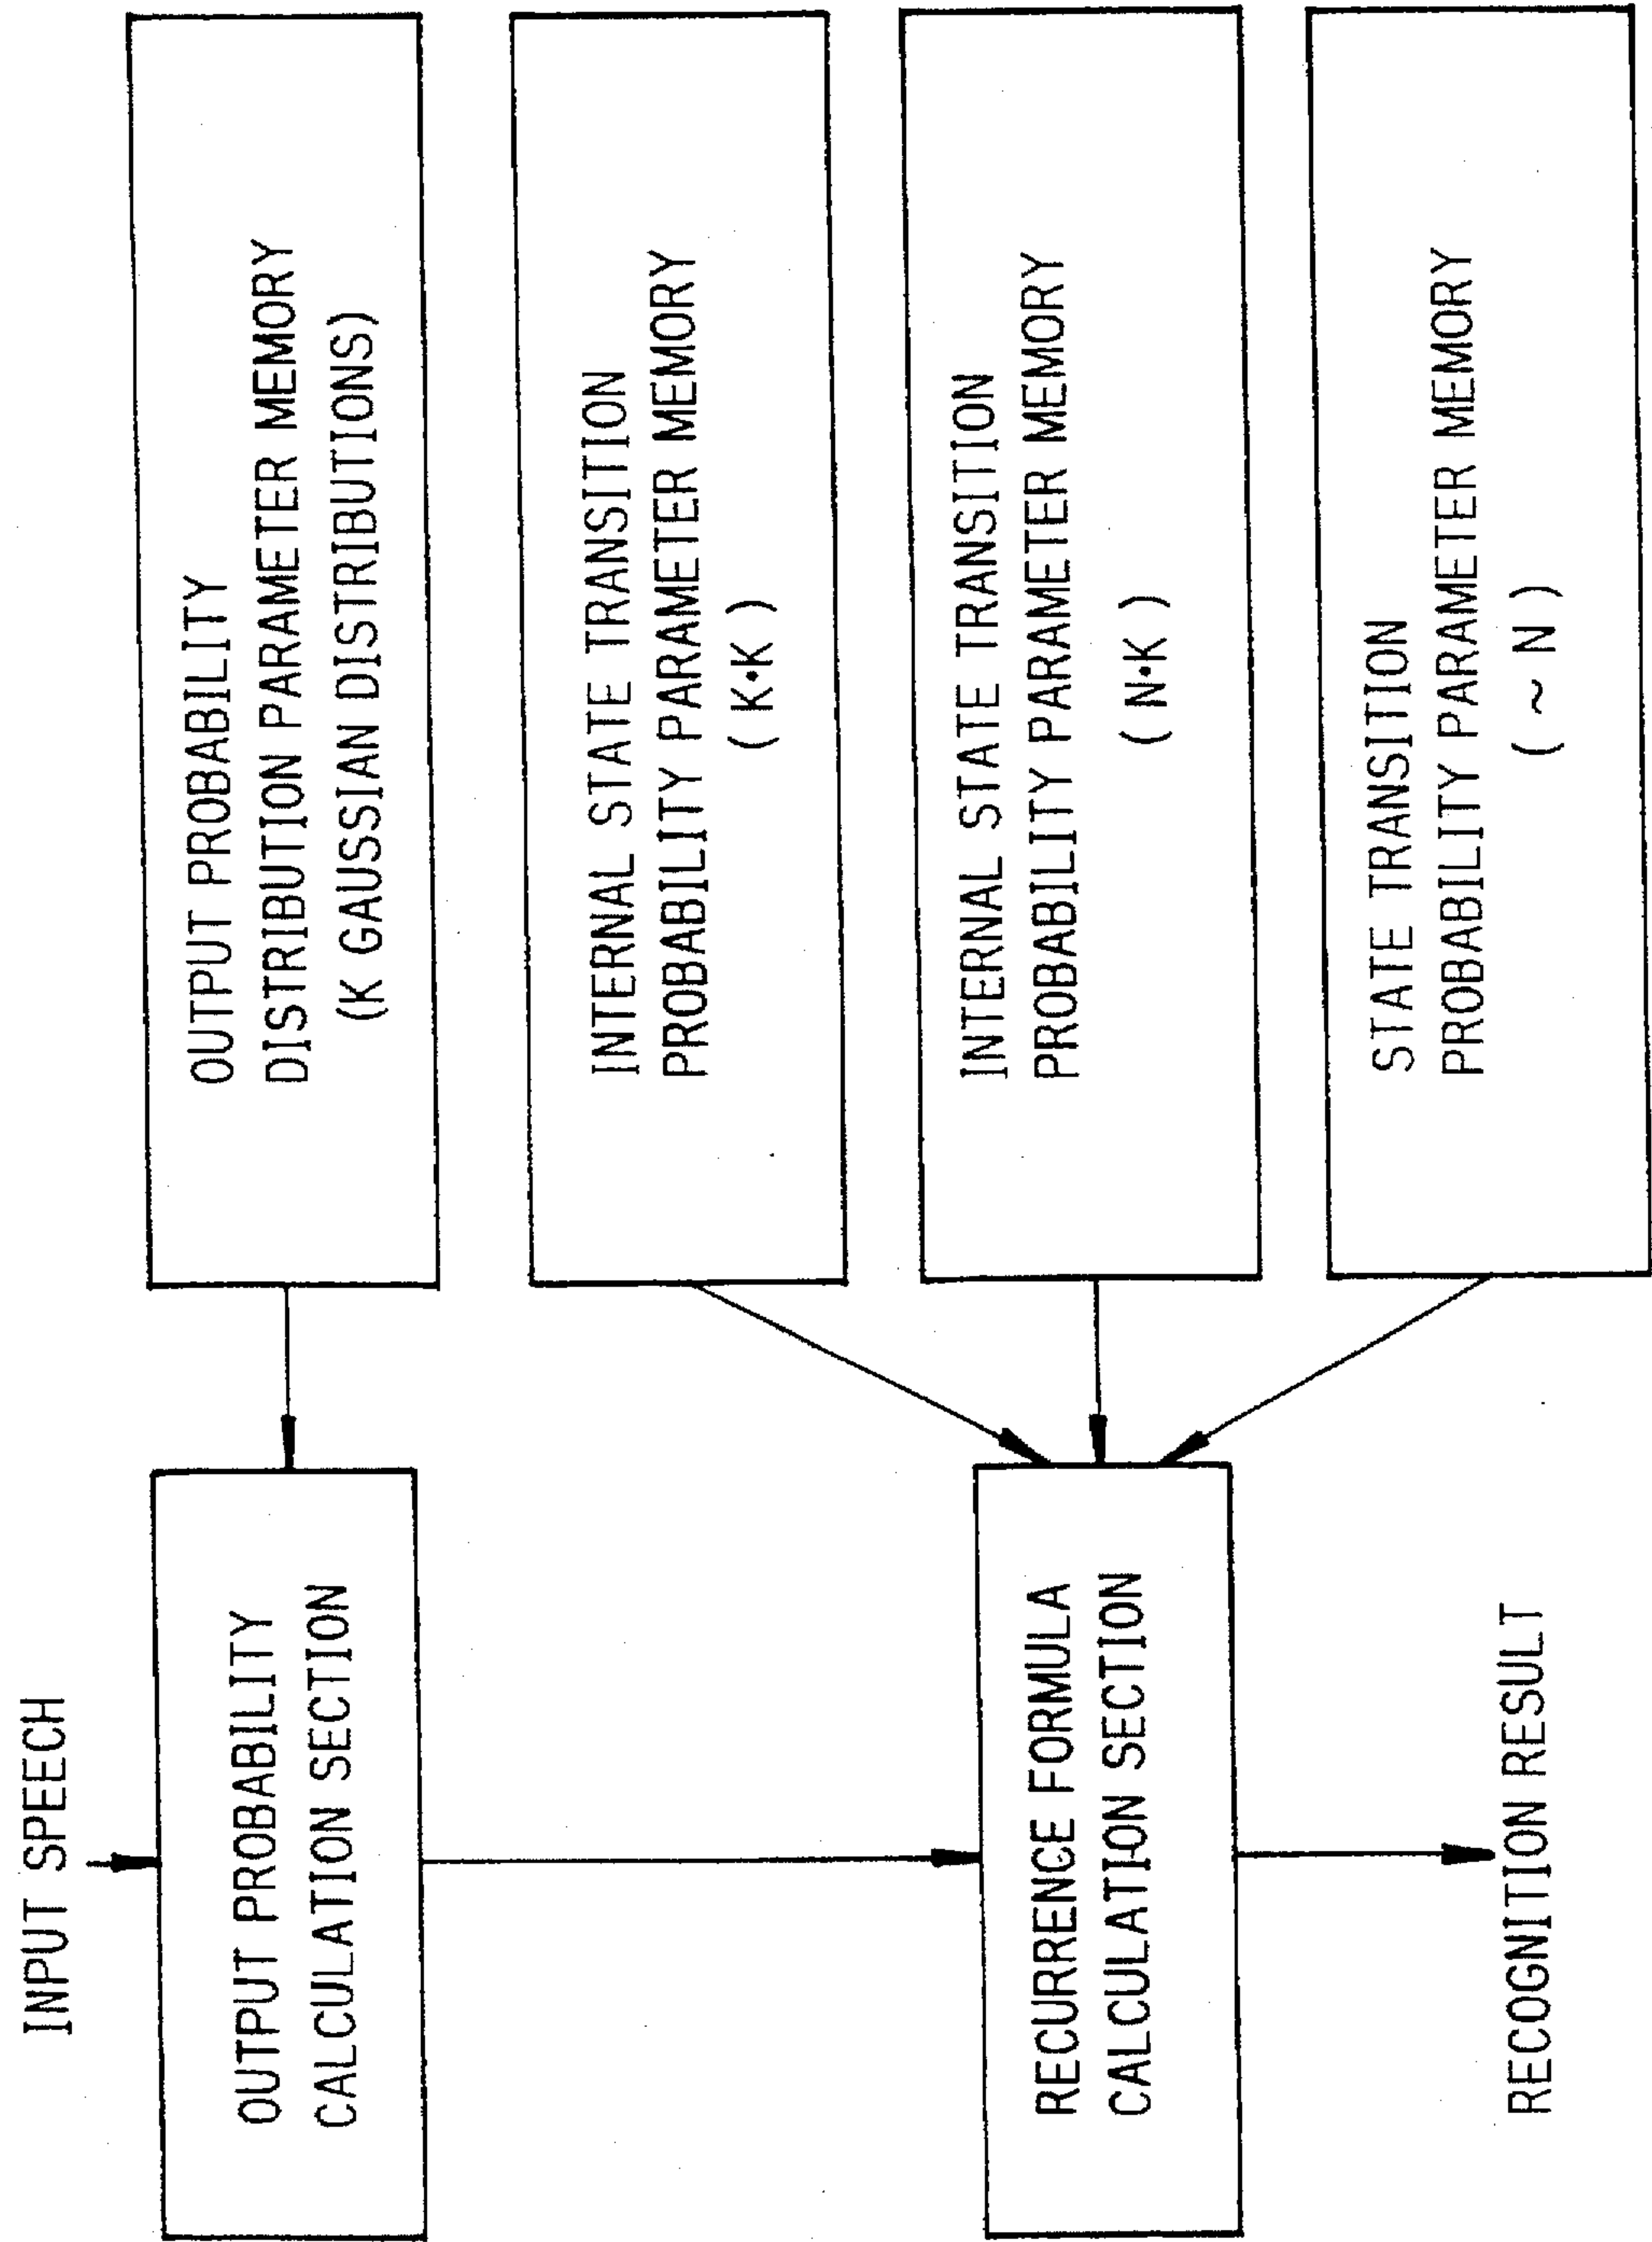 INPUT SPEECH
OUTPUT PROBABILITY
CALCULATION SECTION
OUTPUT PROBABILITY
DISTRIBUTION PARAMETER MEMORY
(K GAUSSIAN DISTRIBUTIONS)
INTERNAL STATE TRANSITION
PROBABILITY PARAMETER MEMORY
( K•K )
RECURRENCE FORMULA
CALCULATION SECTION
INTERNAL STATE TRANSITION
PROBABILITY PARAMETER MEMORY
( N•K )
STATE TRANSITION
PROBABILITY PARAMETER MEMORY
( ~ N )
RECOGNITION RESULT